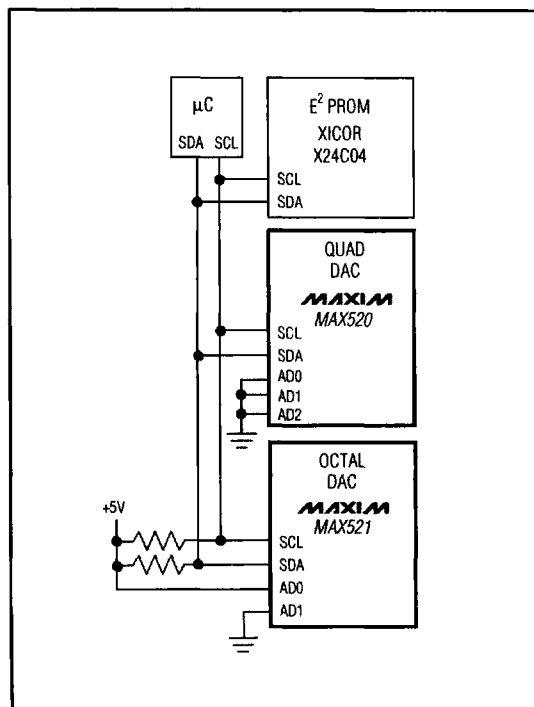 μC
SDA SCL
E² PROM
XICOR
X24C04
SCL
SDA
QUAD
DAC
MAXIM
MAX520
SCL
SDA
AD0
AD1
AD2
OCTAL
DAC
MAXIM
MAX521
+5V
SCL
SDA
AD0
AD1